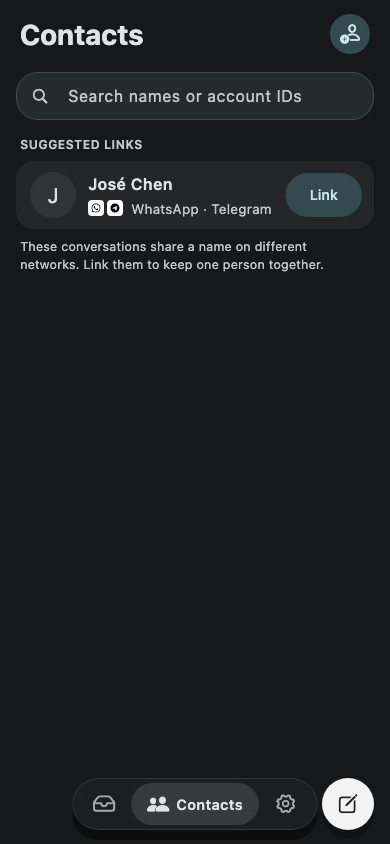 Contacts
Search names or account IDs
SUGGESTED LINKS
J
José Chen
WhatsApp · Telegram
Link
These conversations share a name on different
networks. Link them to keep one person together.
Contacts